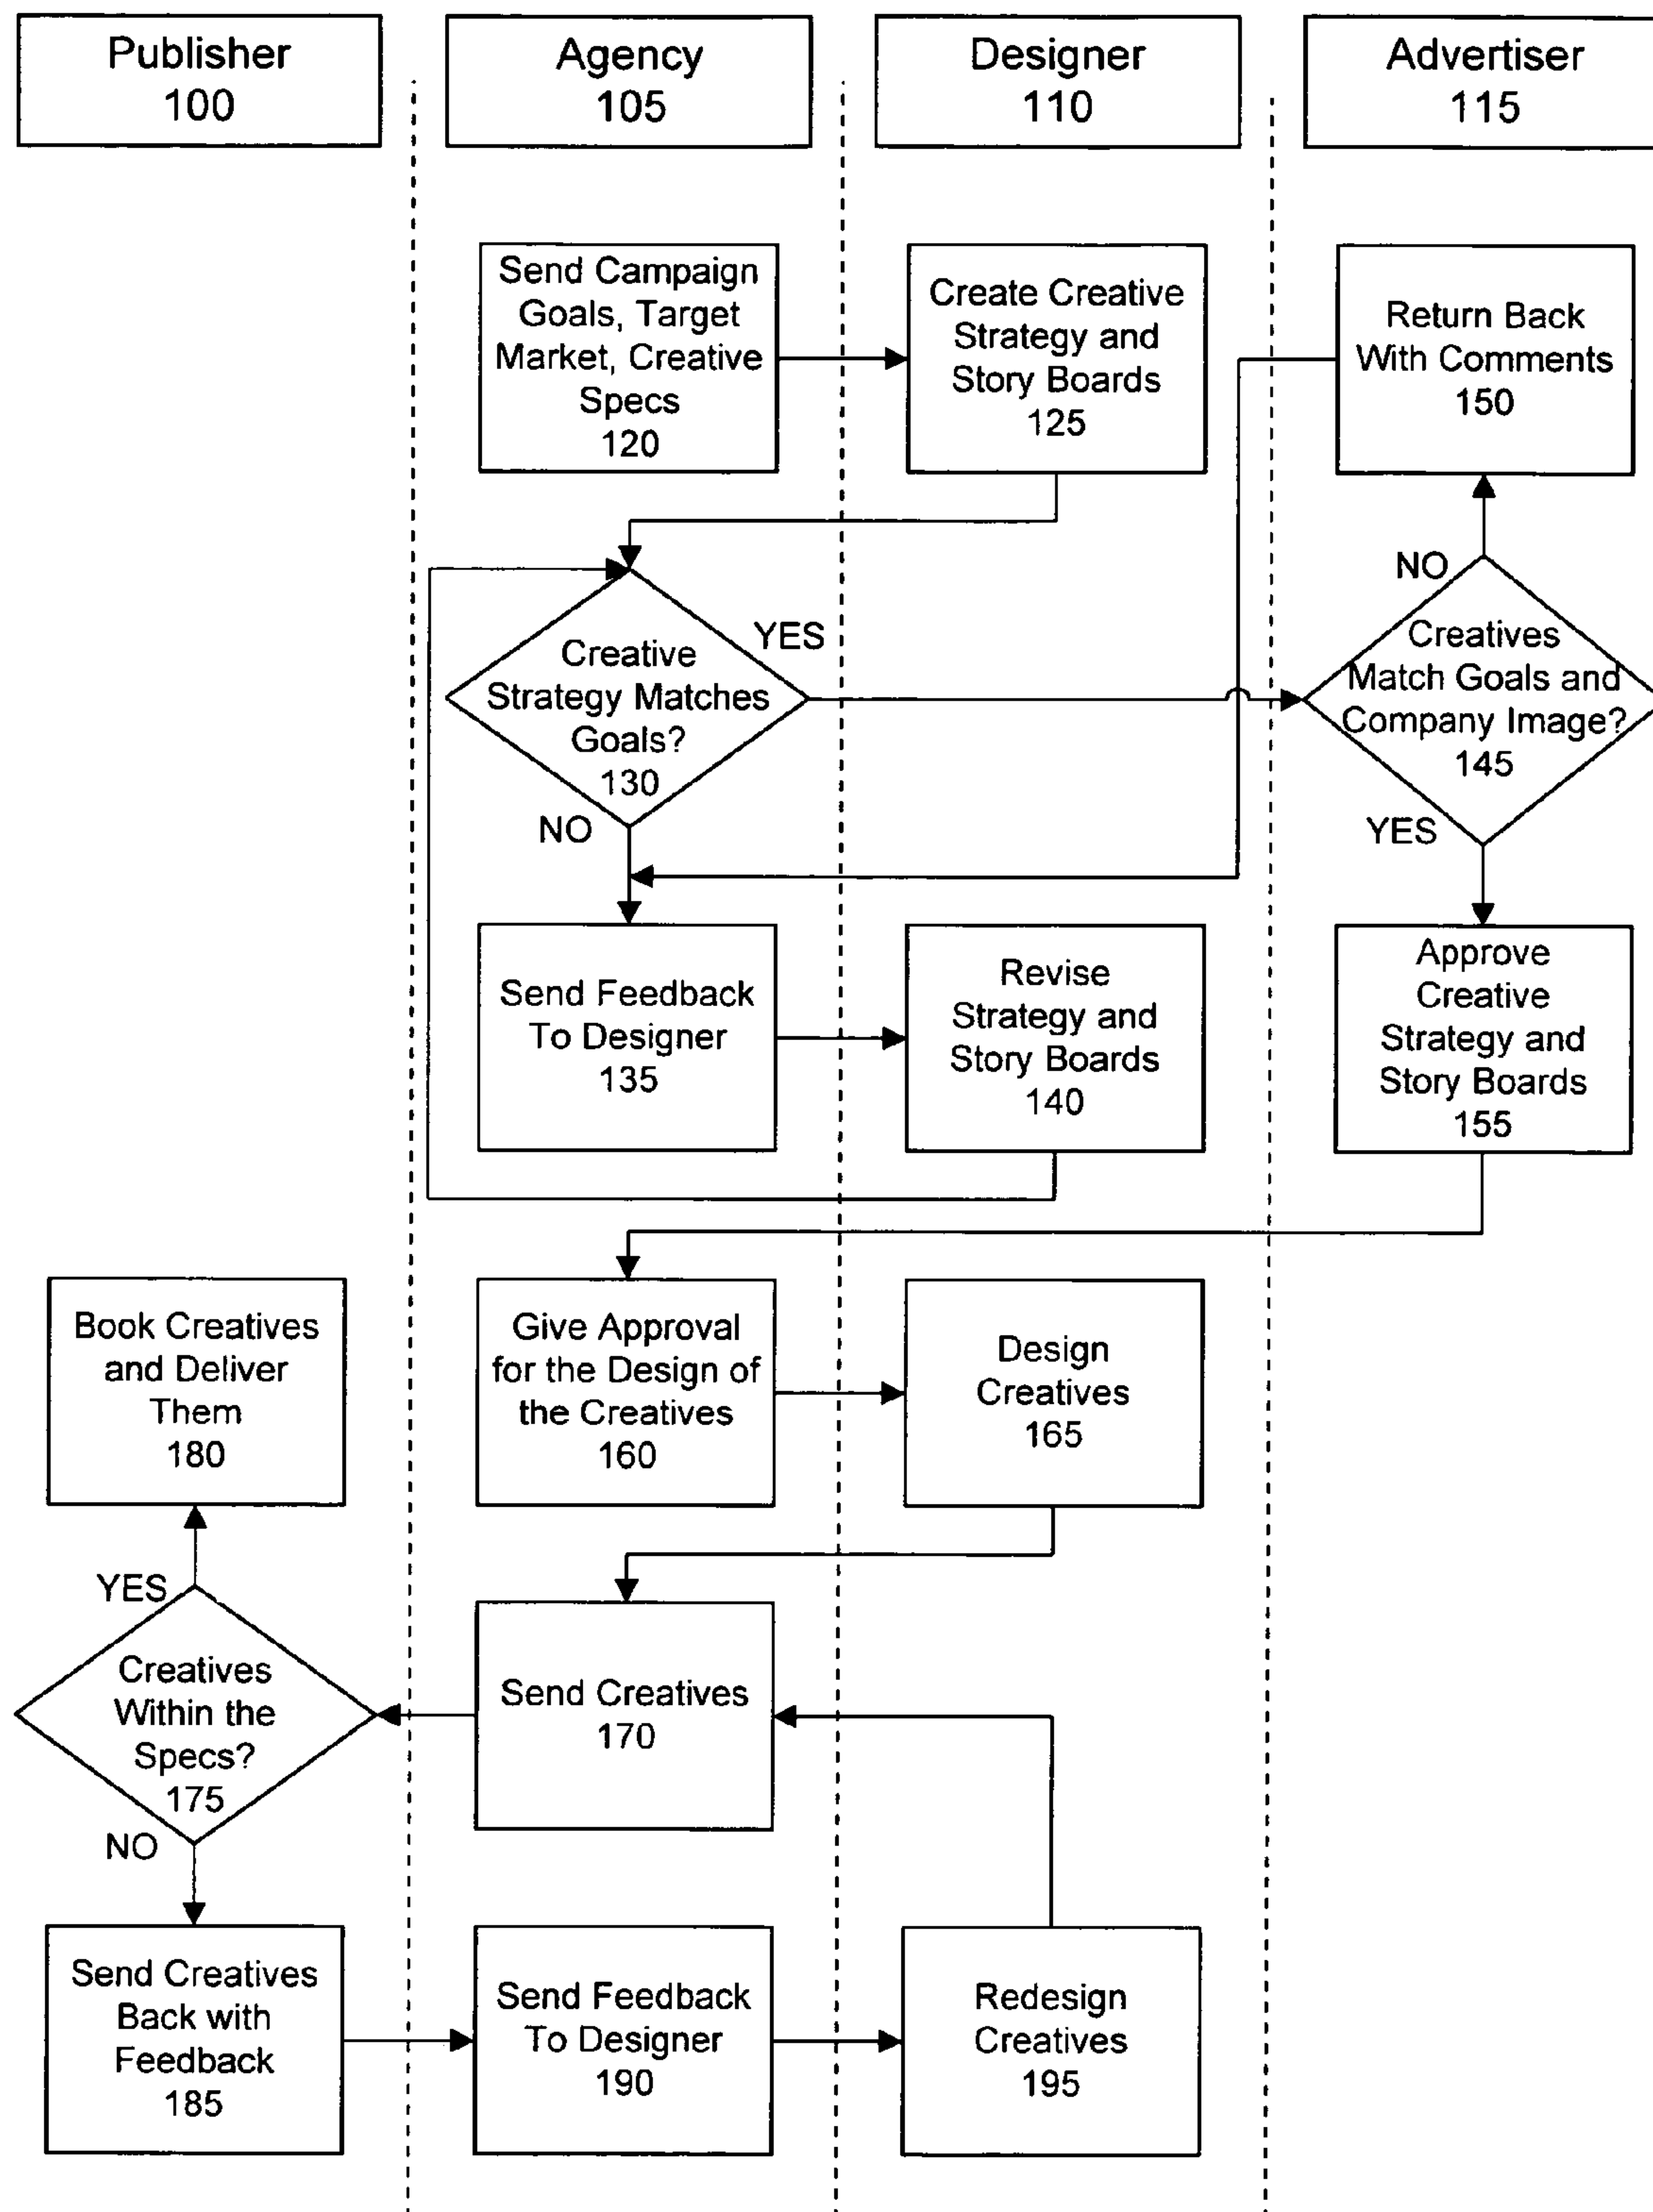 Publisher
100
Agency
105
Designer
110
Advertiser
115
Send Campaign
Goals, Target
Market, Creative
Specs
120
Create Creative
Strategy and
Story Boards
125
Return Back
With Comments
150
NO
Creatives
Match Goals and
Company Image?
145
YES
YES
Creative
Strategy Matches
Goals?
130
NO
Send Feedback
To Designer
135
Revise
Strategy and
Story Boards
140
Approve
Creative
Strategy and
Story Boards
155
Book Creatives
and Deliver
Them
180
Give Approval
for the Design of
the Creatives
160
Design
Creatives
165
YES
Creatives
Within the
Specs?
175
NO
Send Creatives
170
Send Creatives
Back with
Feedback
185
Send Feedback
To Designer
190
Redesign
Creatives
195